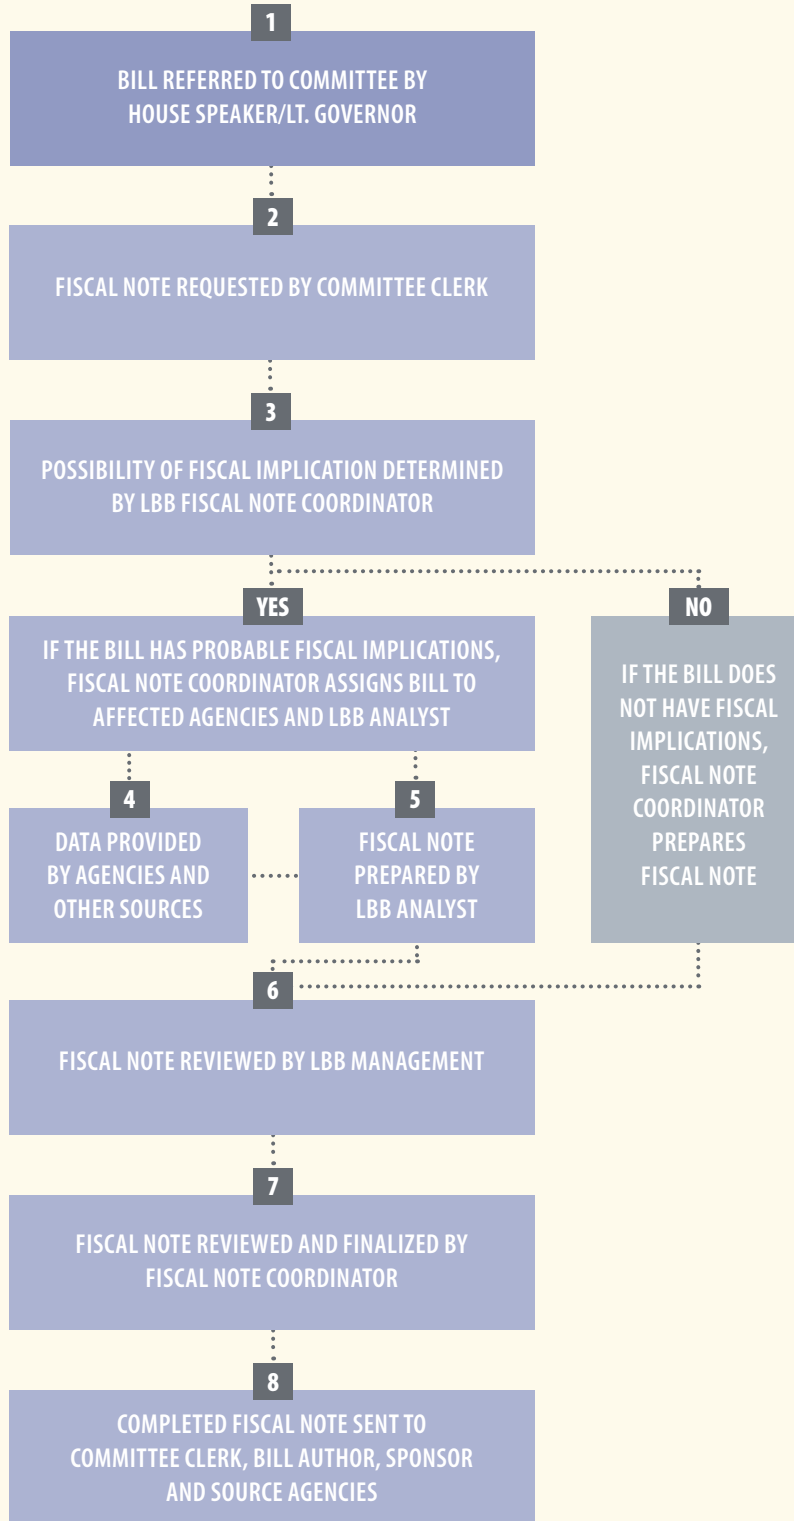 1
BILL REFERRED TO COMMITTEE BY
HOUSE SPEAKER/LT. GOVERNOR
2
FISCAL NOTE REQUESTED BY COMMITTEE CLERK
3
POSSIBILITY OF FISCAL IMPLICATION DETERMINED
BY LBB FISCAL NOTE COORDINATOR
YES
IF THE BILL HAS PROBABLE FISCAL IMPLICATIONS,
FISCAL NOTE COORDINATOR ASSIGNS BILL TO
AFFECTED AGENCIES AND LBB ANALYST
NO
IF THE BILL DOES
NOT HAVE FISCAL
IMPLICATIONS,
FISCAL NOTE
COORDINATOR
PREPARES
FISCAL NOTE
4
DATA PROVIDED
BY AGENCIES AND
OTHER SOURCES
5
FISCAL NOTE
PREPARED BY
LBB ANALYST
6
FISCAL NOTE REVIEWED BY LBB MANAGEMENT
7
FISCAL NOTE REVIEWED AND FINALIZED BY
FISCAL NOTE COORDINATOR
8
COMPLETED FISCAL NOTE SENT TO
COMMITTEE CLERK, BILL AUTHOR, SPONSOR
AND SOURCE AGENCIES